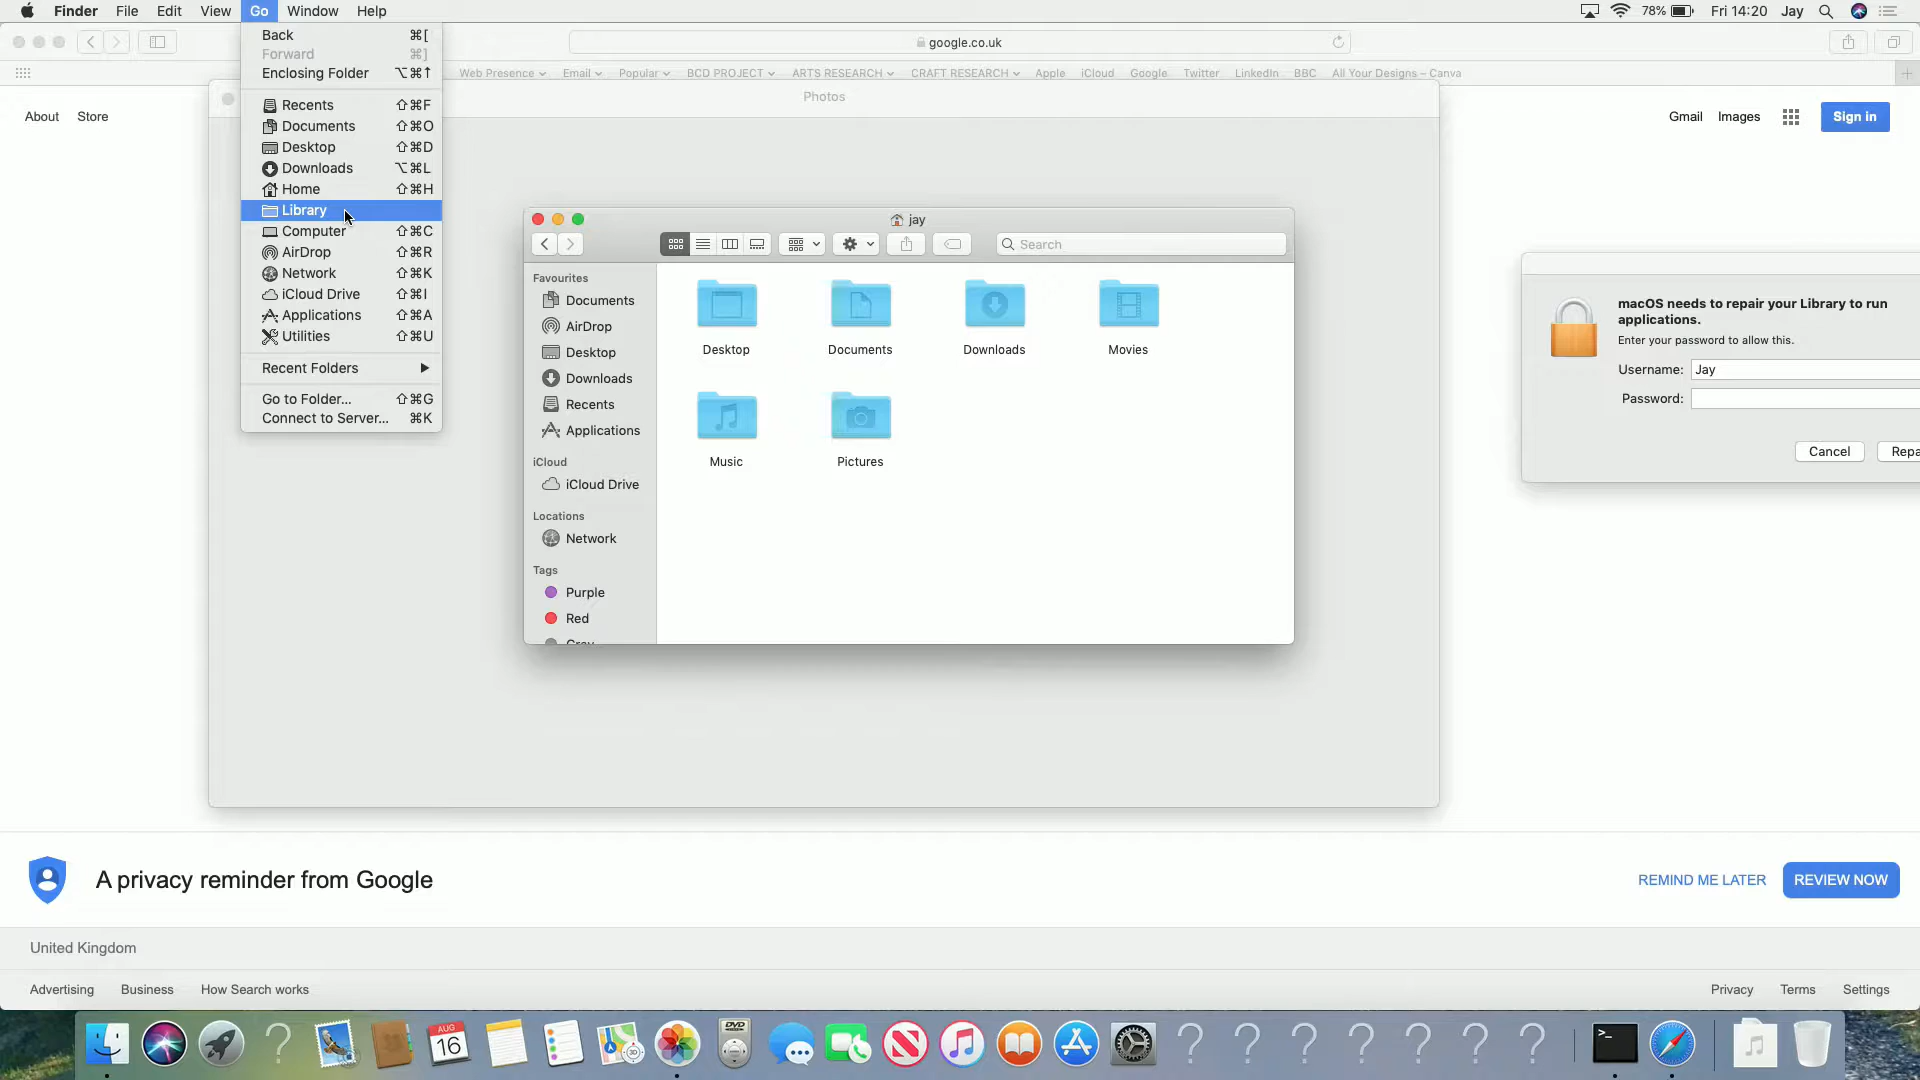 Finder File Edit View Go Window Help
78% Fri 14:20 Jay
Back ⌘[
Forward ⌘]
Enclosing Folder ⌥⌘↑
Recents ⇧⌘F
Documents ⇧⌘O
Desktop ⇧⌘D
Downloads ⌥⌘L
Home ⇧⌘H
Library
Computer ⇧⌘C
AirDrop ⇧⌘R
Network ⇧⌘K
iCloud Drive ⇧⌘I
Applications ⇧⌘A
Utilities ⇧⌘U
Recent Folders
Go to Folder... ⇧⌘G
Connect to Server... ⌘K
google.co.uk
Web Presence Email Popular BCD PROJECT ARTS RESEARCH CRAFT RESEARCH Apple iCloud Google Twitter LinkedIn BBC All Your Designs – Canva
Photos
About Store
Gmail Images Sign in
jay
Search
Favourites
Documents
AirDrop
Desktop
Downloads
Recents
Applications
iCloud
iCloud Drive
Locations
Network
Tags
Purple
Red
Desktop Documents Downloads Movies
Music Pictures
macOS needs to repair your Library to run
applications.
Enter your password to allow this.
Username: Jay
Password:
Cancel Repa
A privacy reminder from Google
REMIND ME LATER REVIEW NOW
United Kingdom
Advertising Business How Search works
Privacy Terms Settings
AUG
16
3D
DVD
>_